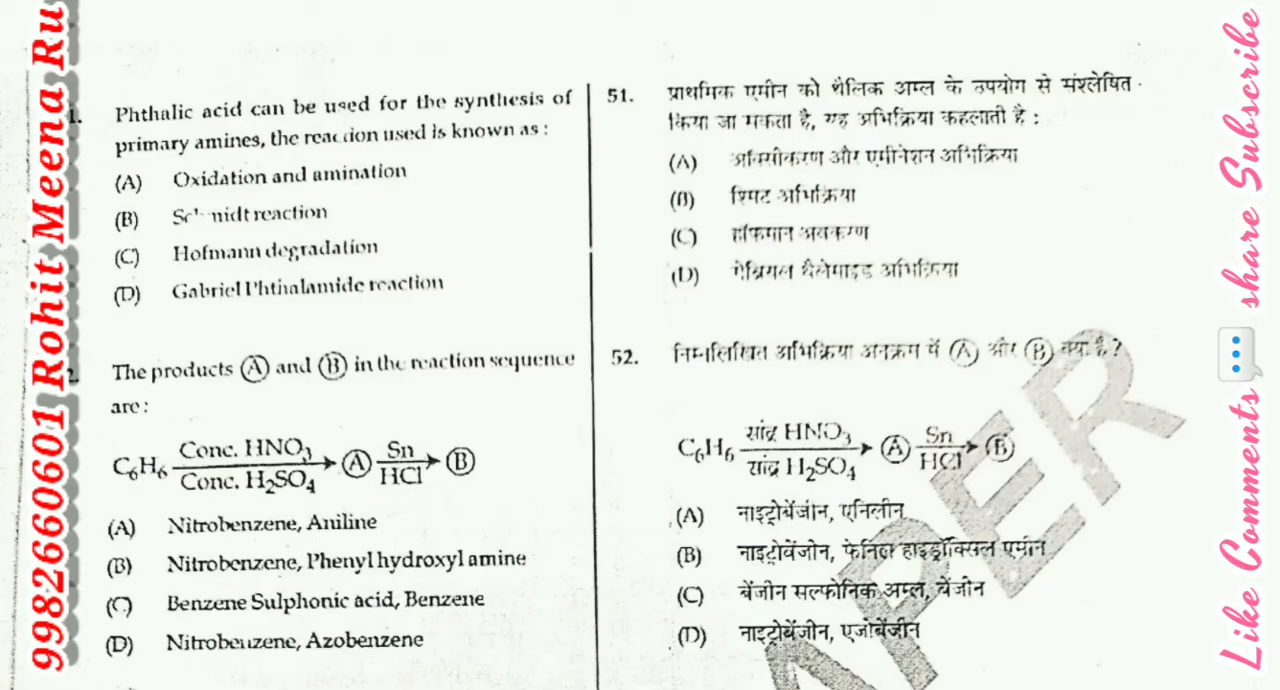 9982660601 Rohit Meena Ru
1.
Phthalic acid can be used for the synthesis of
primary amines, the reaction used is known as :
(A) Oxidation and amination
(B) Schmidt reaction
(C) Hofmann degradation
(D) Gabriel Phthalamide reaction
2.
The products (A) and (B) in the reaction sequence
are :
C₆H₆ Conc. HNO₃ / Conc. H₂SO₄ → (A) Sn / HCl → (B)
(A) Nitrobenzene, Aniline
(B) Nitrobenzene, Phenyl hydroxyl amine
(C) Benzene Sulphonic acid, Benzene
(D) Nitrobenzene, Azobenzene
51. प्राथमिक एमीन को थैलिक अम्ल के उपयोग से संश्लेषित
किया जा सकता है, यह अभिक्रिया कहलाती है :
(A) ऑक्सीकरण और एमीनेशन अभिक्रिया
(B) श्मिट अभिक्रिया
(C) हॉफमान अवकरण
(D) गेब्रियल थैलेमाइड अभिक्रिया
52. निम्नलिखित अभिक्रिया अनुक्रम में (A) और (B) क्या है ?
C₆H₆ सांद्र HNO₃ / सांद्र H₂SO₄ → (A) Sn / HCl → (B)
(A) नाइट्रोबेंजीन, एनिलीन
(B) नाइट्रोबेंजीन, फेनिल हाइड्रॉक्सिल एमीन
(C) बेंजीन सल्फोनिक अम्ल, बेंजीन
(D) नाइट्रोबेंजीन, एजोबेंजीन
APER
Like Comments 💬 share Subscribe